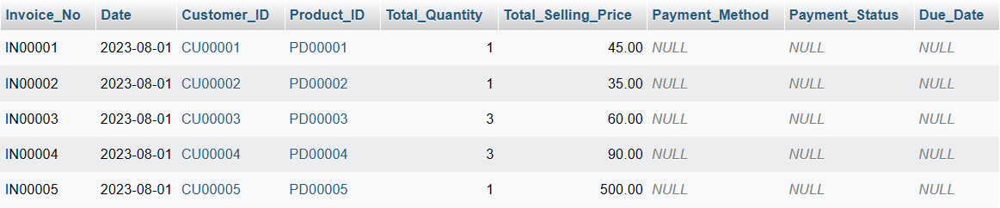 Invoice_No Date Customer_ID Product_ID Total_Quantity Total_Selling_Price Payment_Method Payment_Status Due_Date
IN00001 2023-08-01 CU00001 PD00001 1 45.00 NULL NULL NULL
IN00002 2023-08-01 CU00002 PD00002 1 35.00 NULL NULL NULL
IN00003 2023-08-01 CU00003 PD00003 3 60.00 NULL NULL NULL
IN00004 2023-08-01 CU00004 PD00004 3 90.00 NULL NULL NULL
IN00005 2023-08-01 CU00005 PD00005 1 500.00 NULL NULL NULL